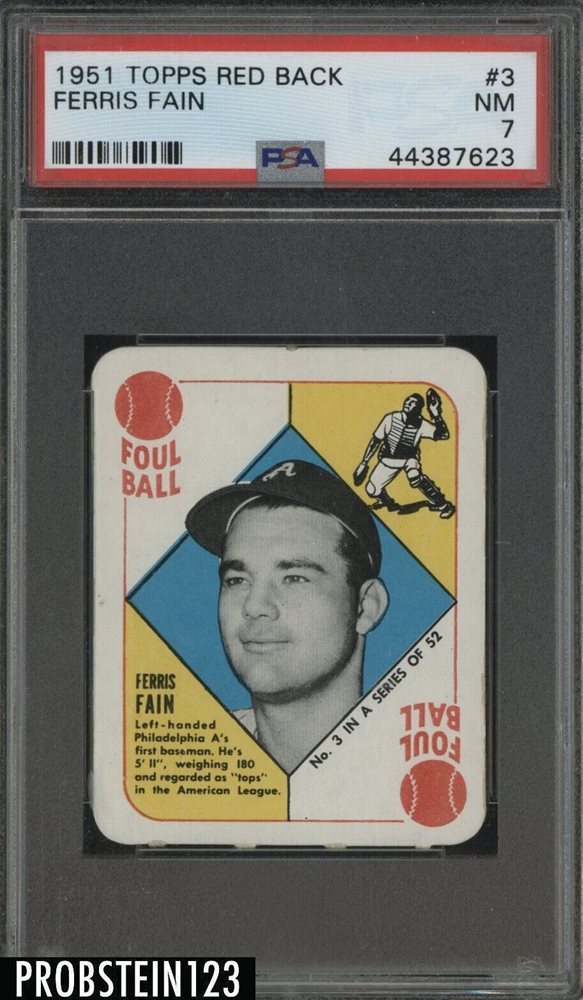 1951 TOPPS RED BACK #3
FERRIS FAIN NM
7
PSA 44387623
FOUL
BALL
A
FERRIS
FAIN
Left-handed
Philadelphia A's
first baseman. He's
5' 11", weighing 180
and regarded as "tops"
in the American League.
No. 3 IN A SERIES OF 52
FOUL
BALL
PROBSTEIN123